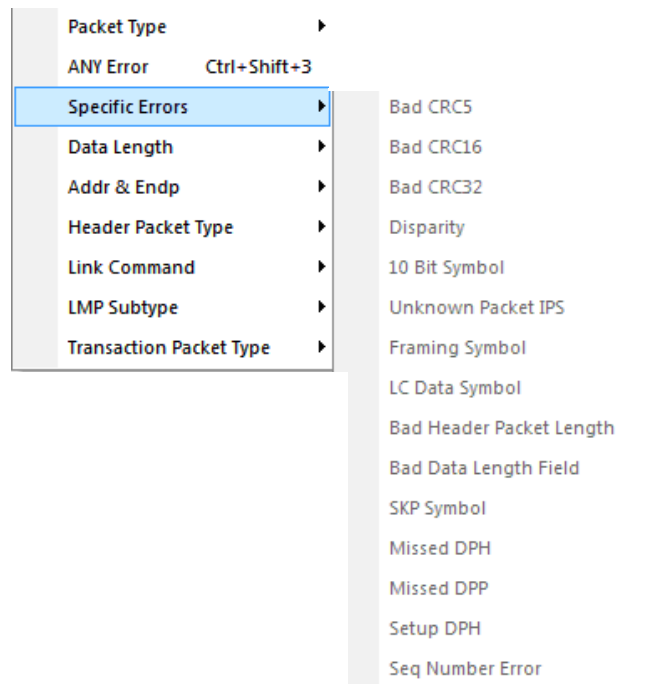 Packet Type
ANY Error Ctrl+Shift+3
Specific Errors
Data Length
Addr & Endp
Header Packet Type
Link Command
LMP Subtype
Transaction Packet Type
Bad CRC5
Bad CRC16
Bad CRC32
Disparity
10 Bit Symbol
Unknown Packet IPS
Framing Symbol
LC Data Symbol
Bad Header Packet Length
Bad Data Length Field
SKP Symbol
Missed DPH
Missed DPP
Setup DPH
Seq Number Error